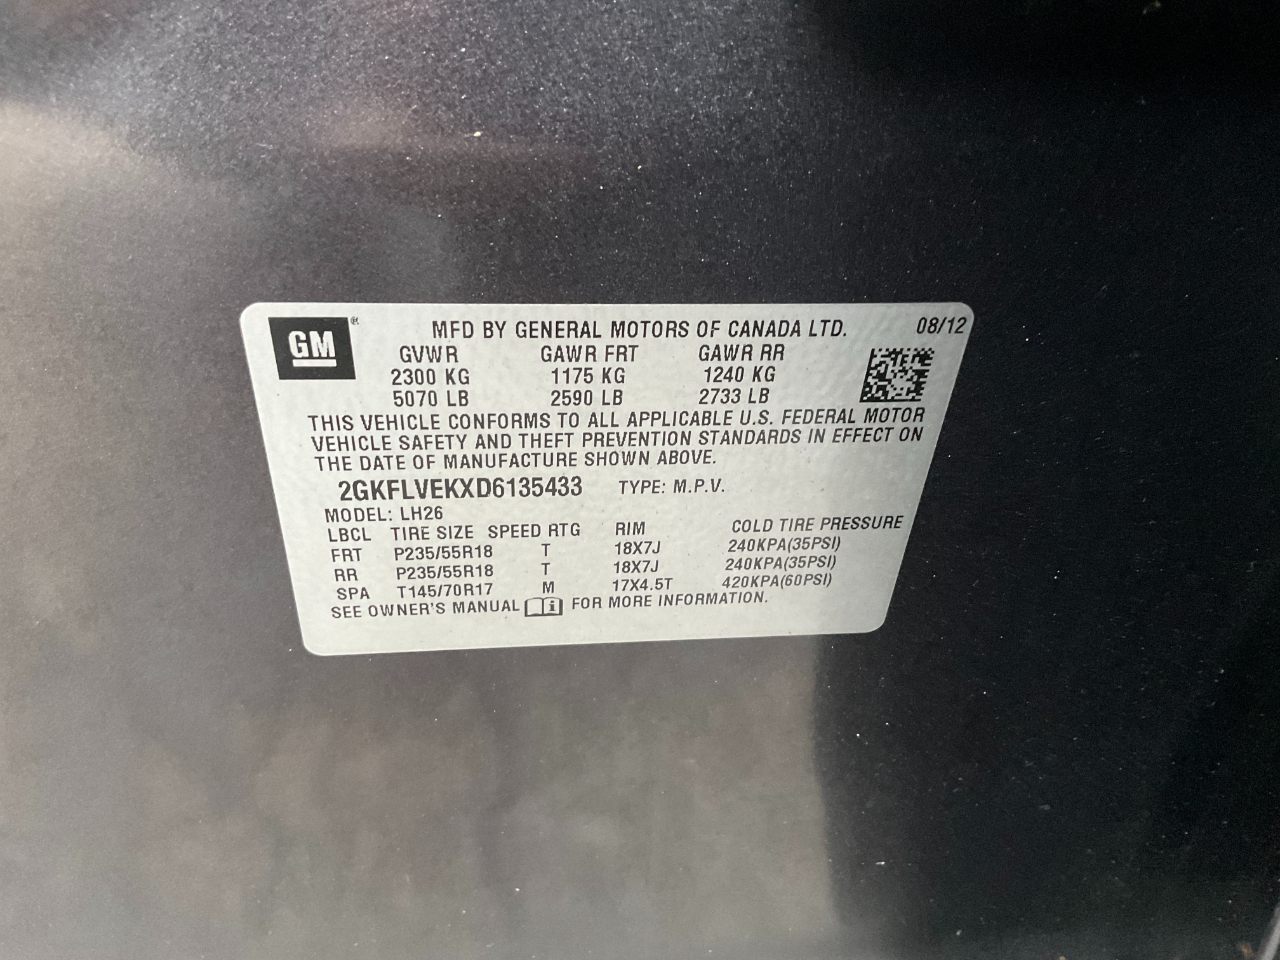 GM®
MFD BY GENERAL MOTORS OF CANADA LTD. 08/12
GVWR GAWR FRT GAWR RR
2300 KG 1175 KG 1240 KG
5070 LB 2590 LB 2733 LB
THIS VEHICLE CONFORMS TO ALL APPLICABLE U.S. FEDERAL MOTOR
VEHICLE SAFETY AND THEFT PREVENTION STANDARDS IN EFFECT ON
THE DATE OF MANUFACTURE SHOWN ABOVE.
2GKFLVEKXD6135433 TYPE: M.P.V.
MODEL: LH26
LBCL TIRE SIZE SPEED RTG RIM COLD TIRE PRESSURE
FRT P235/55R18 T 18X7J 240KPA(35PSI)
RR P235/55R18 T 18X7J 240KPA(35PSI)
SPA T145/70R17 M 17X4.5T 420KPA(60PSI)
SEE OWNER'S MANUAL i FOR MORE INFORMATION.